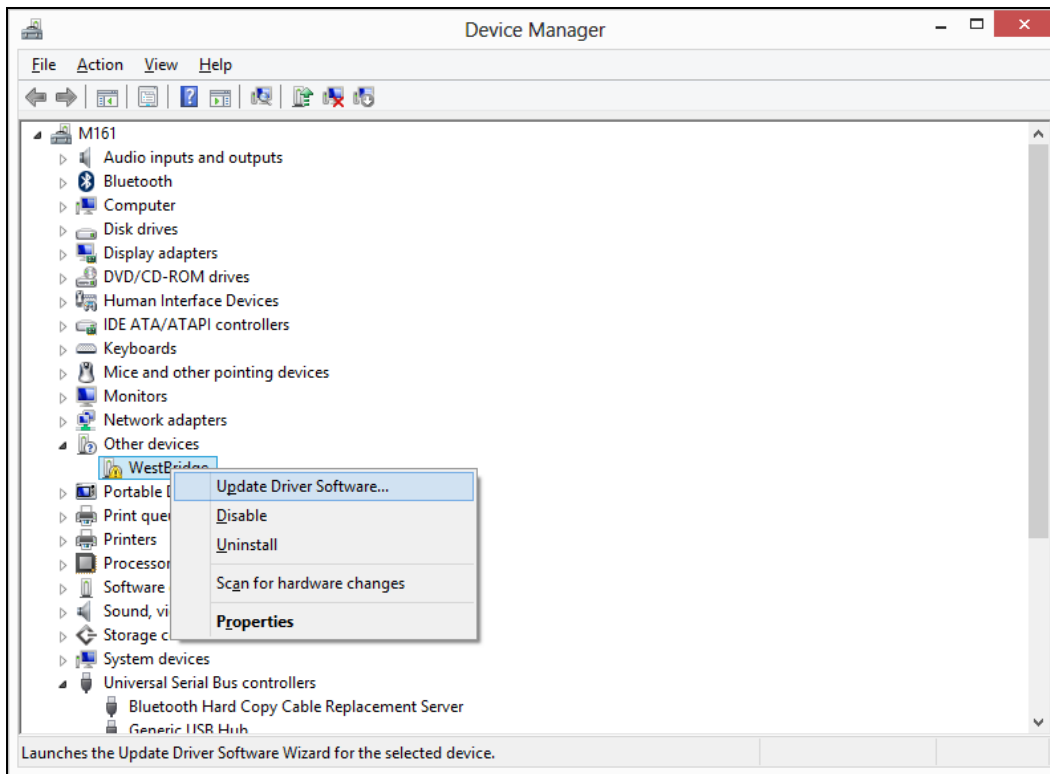 Device Manager
File Action View Help
M161
Audio inputs and outputs
Bluetooth
Computer
Disk drives
Display adapters
DVD/CD-ROM drives
Human Interface Devices
IDE ATA/ATAPI controllers
Keyboards
Mice and other pointing devices
Monitors
Network adapters
Other devices
WestBridge
Portable
Update Driver Software...
Print
Disable
Printers
Uninstall
Processor
Software
Scan for hardware changes
Sound,
Properties
Storage
System devices
Universal Serial Bus controllers
Bluetooth Hard Copy Cable Replacement Server
Generic USB Hub
Launches the Update Driver Software Wizard for the selected device.